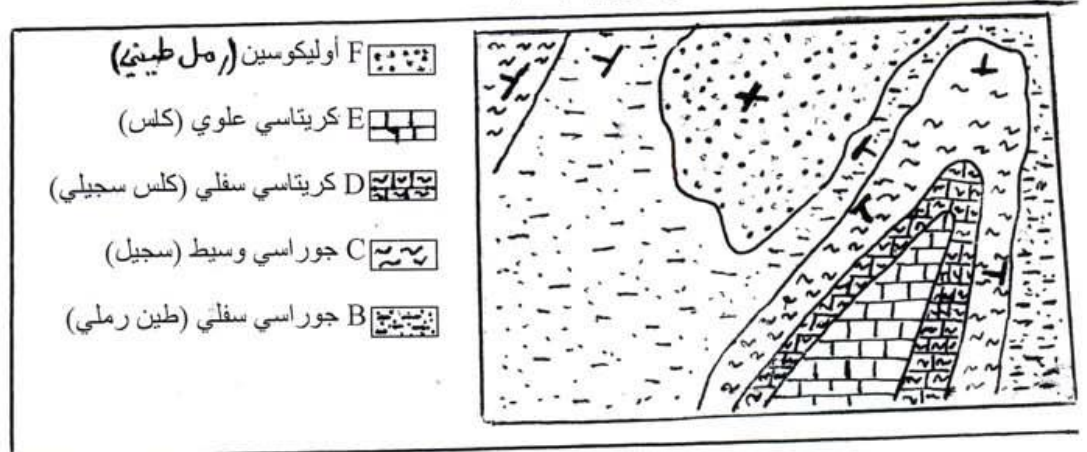 F أوليكوسين (رمل طيني)
E كريتاسي علوي (كلس)
D كريتاسي سفلي (كلس سجيلي)
C جوراسي وسيط (سجيل)
B جوراسي سفلي (طين رملي)